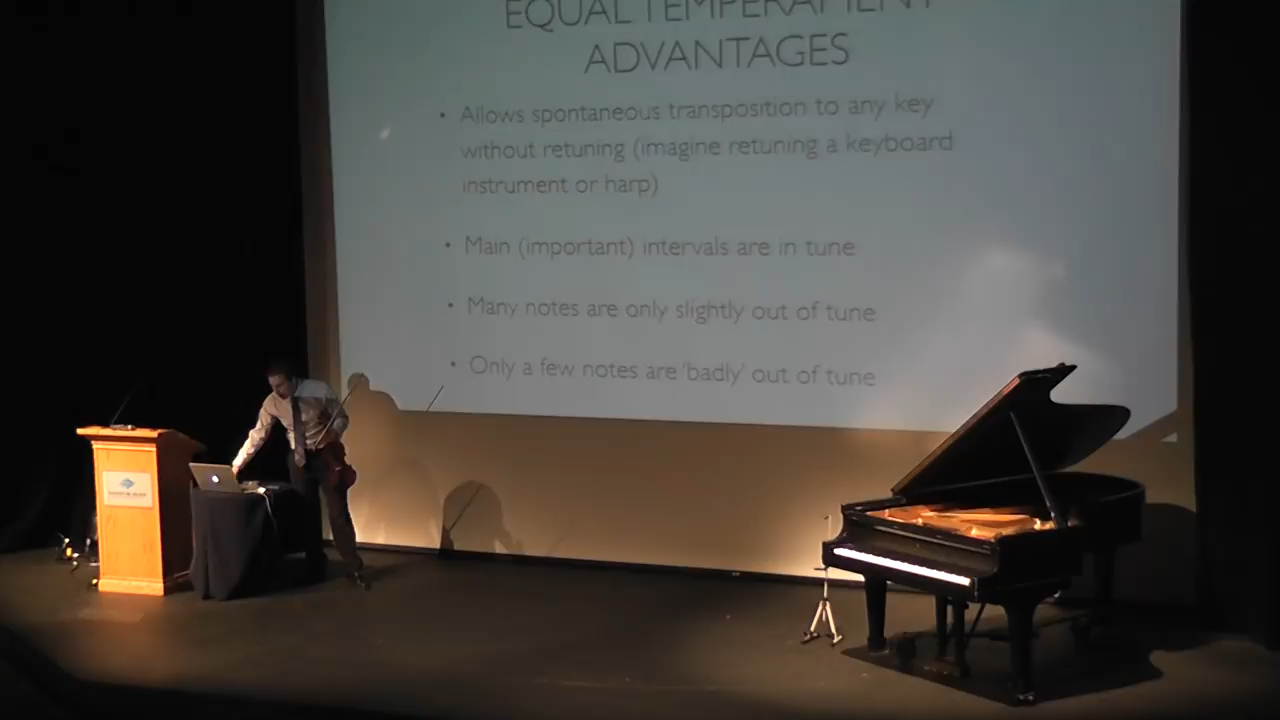 EQUAL TEMPERAMENT
ADVANTAGES
• Allows spontaneous transposition to any key
without retuning (imagine retuning a keyboard
instrument or harp)
• Main (important) intervals are in tune
• Many notes are only slightly out of tune
• Only a few notes are 'badly' out of tune